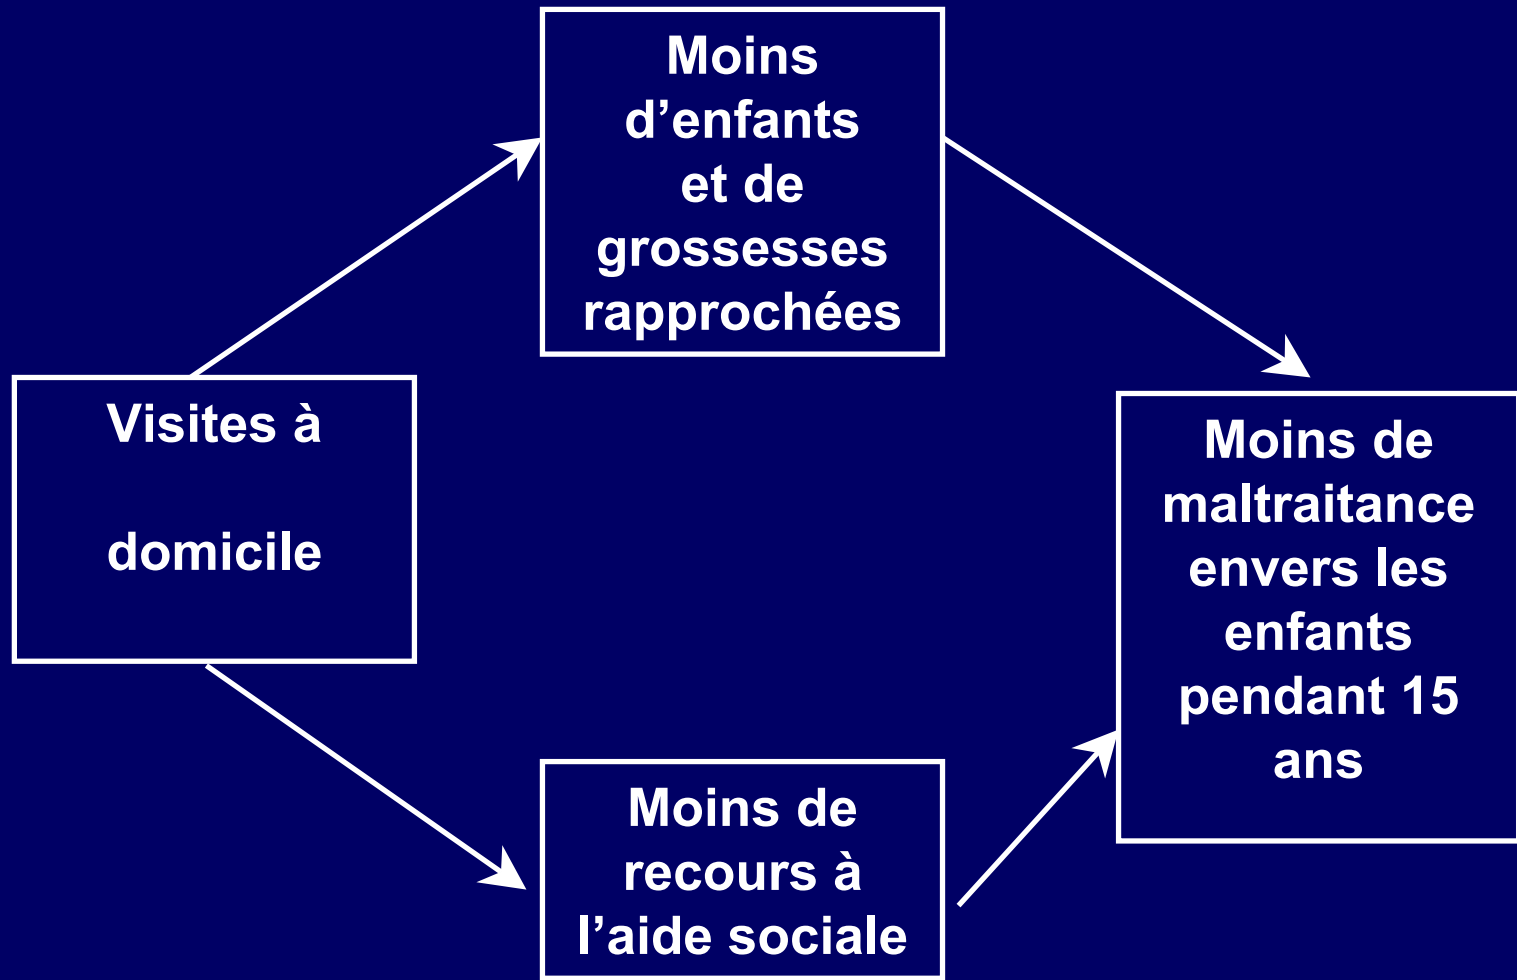 Moins
d’enfants
et de
grossesses
rapprochées
Visites à
domicile
Moins de
maltraitance
envers les
enfants
pendant 15
ans
Moins de
recours à
l’aide sociale